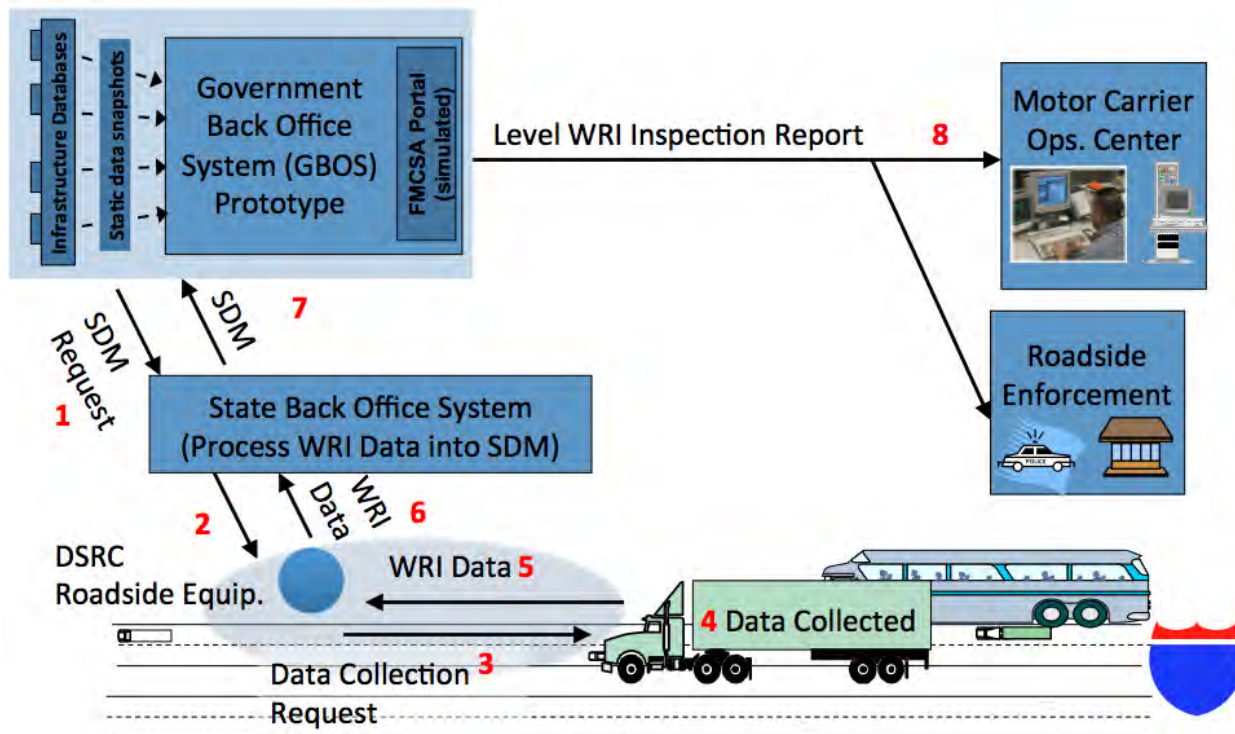 Infrastructure Databases
Static data snapshots
Government
Back Office
System (GBOS)
Prototype
FMCSA Portal
(simulated)
Level WRI Inspection Report
8
Motor Carrier
Ops. Center
SDM
Request
1
SDM
7
Roadside
Enforcement
POLICE
State Back Office System
(Process WRI Data into SDM)
2
WRI
Data
6
DSRC
Roadside Equip.
WRI Data 5
4 Data Collected
Data Collection 3
Request